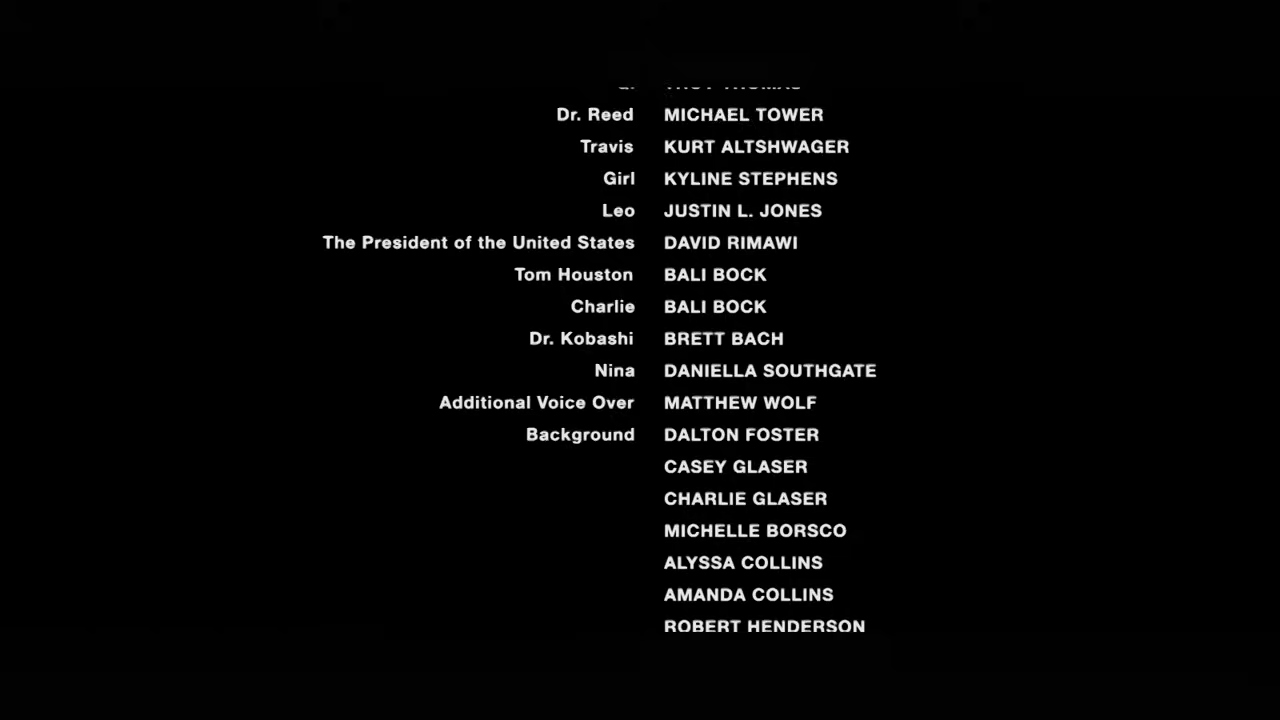 Dr. Reed MICHAEL TOWER
Travis KURT ALTSHWAGER
Girl KYLINE STEPHENS
Leo JUSTIN L. JONES
The President of the United States DAVID RIMAWI
Tom Houston BALI BOCK
Charlie BALI BOCK
Dr. Kobashi BRETT BACH
Nina DANIELLA SOUTHGATE
Additional Voice Over MATTHEW WOLF
Background DALTON FOSTER
CASEY GLASER
CHARLIE GLASER
MICHELLE BORSCO
ALYSSA COLLINS
AMANDA COLLINS
ROBERT HENDERSON